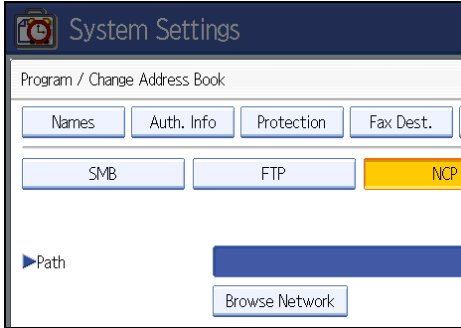 System Settings
Program / Change Address Book
Names Auth. Info Protection Fax Dest.
SMB FTP NCP
▶Path
Browse Network